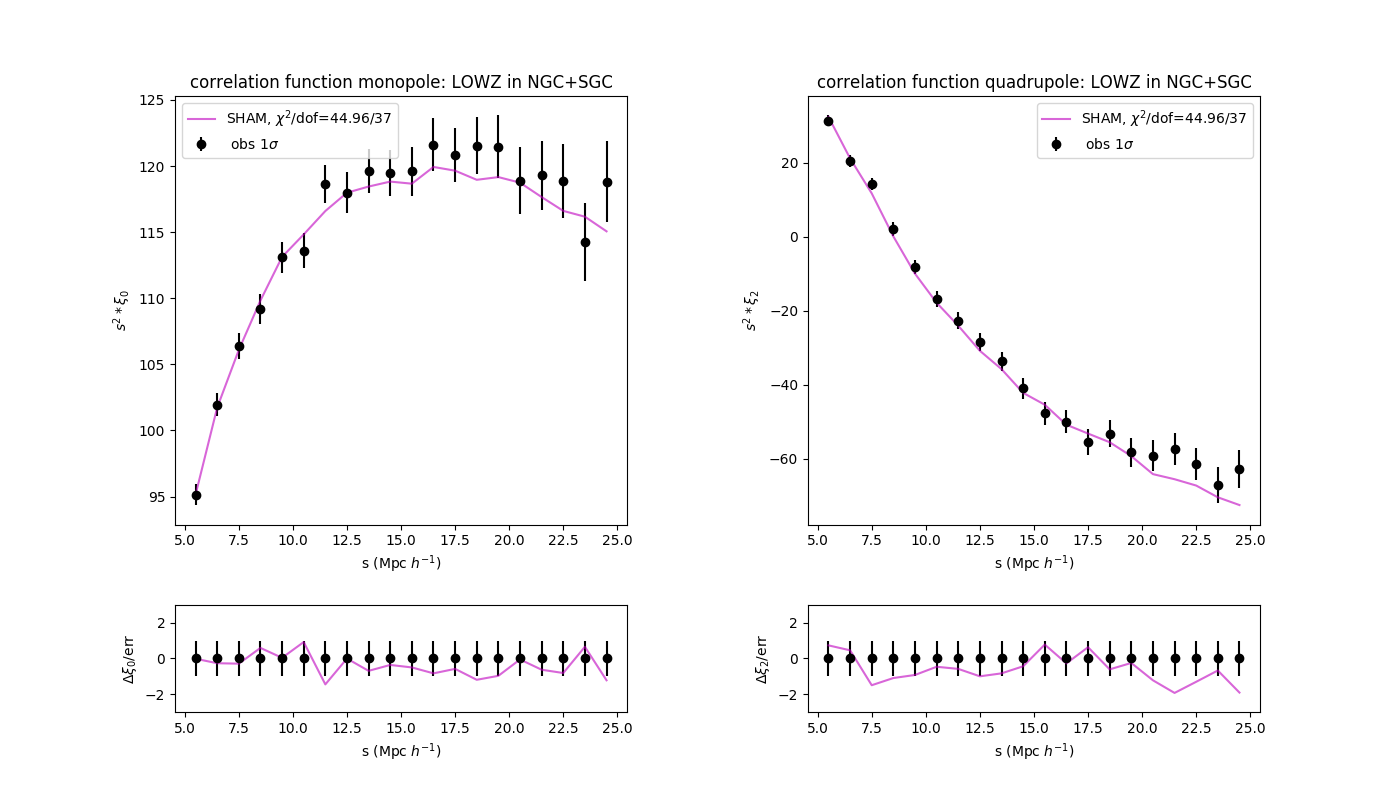 correlation function monopole: LOWZ in NGC+SGC
SHAM, χ²/dof=44.96/37
obs 1σ
125
120
115
110
105
100
95
s² * ξ₀
5.0 7.5 10.0 12.5 15.0 17.5 20.0 22.5 25.0
s (Mpc h⁻¹)
2
0
−2
Δξ₀/err
5.0 7.5 10.0 12.5 15.0 17.5 20.0 22.5 25.0
s (Mpc h⁻¹)
correlation function quadrupole: LOWZ in NGC+SGC
SHAM, χ²/dof=44.96/37
obs 1σ
20
0
−20
−40
−60
s² * ξ₂
5.0 7.5 10.0 12.5 15.0 17.5 20.0 22.5 25.0
s (Mpc h⁻¹)
2
0
−2
Δξ₂/err
5.0 7.5 10.0 12.5 15.0 17.5 20.0 22.5 25.0
s (Mpc h⁻¹)